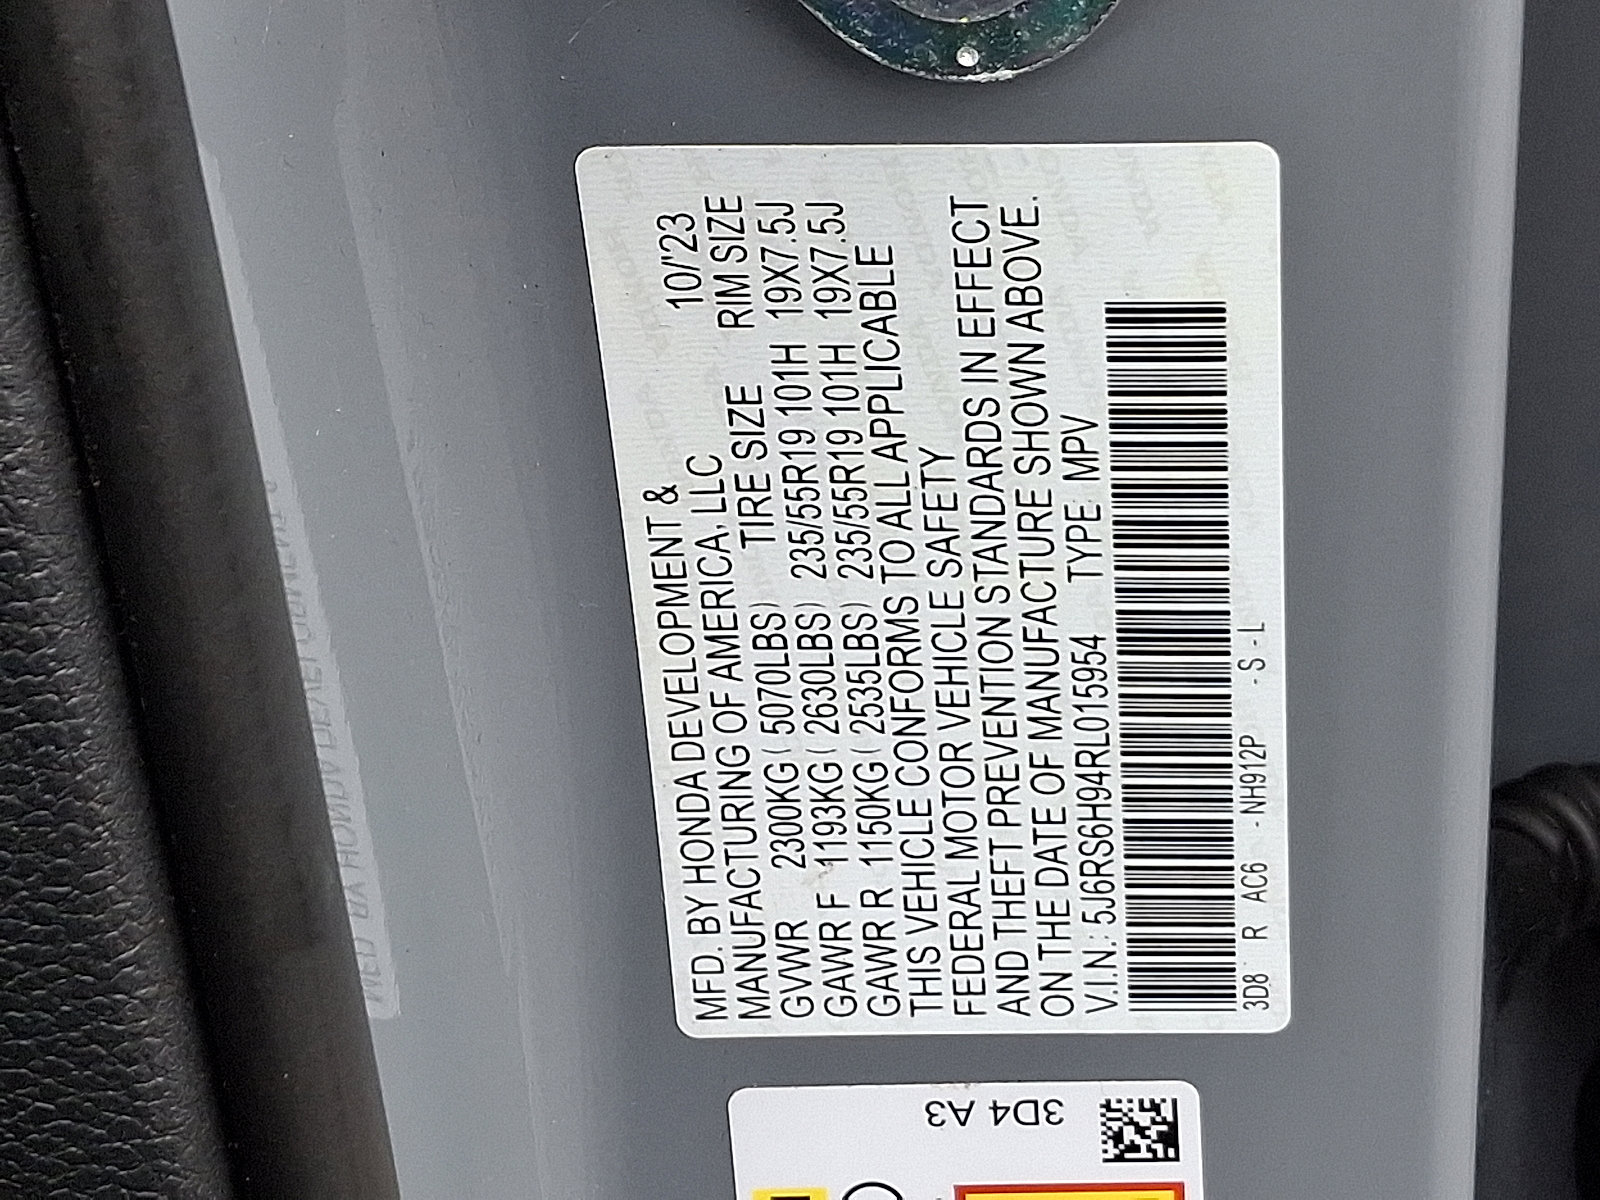 MFD. BY HONDA DEVELOPMENT &
MANUFACTURING OF AMERICA, LLC 10/'23
TIRE SIZE RIM SIZE
GVWR 2300KG ( 5070LBS) 235/55R19 101H 19X7.5J
GAWR F 1193KG ( 2630LBS) 235/55R19 101H 19X7.5J
GAWR R 1150KG ( 2535LBS)
THIS VEHICLE CONFORMS TO ALL APPLICABLE
FEDERAL MOTOR VEHICLE SAFETY
AND THEFT PREVENTION STANDARDS IN EFFECT
ON THE DATE OF MANUFACTURE SHOWN ABOVE.
V.I.N.: 5J6RS6H94RL015954 TYPE: MPV
3D8 R AC6 - NH912P - S - L
3D4 A3